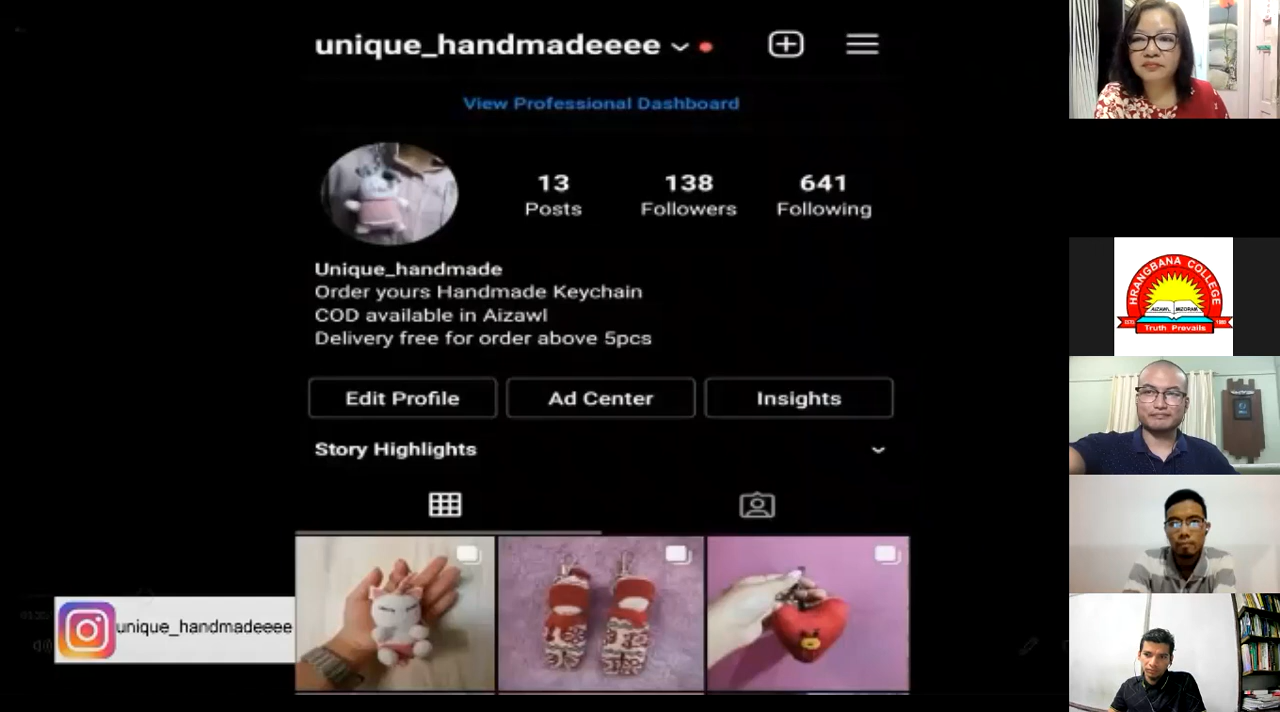 unique_handmadeeee
View Professional Dashboard
13
Posts
138
Followers
641
Following
Unique_handmade
Order yours Handmade Keychain
COD available in Aizawl
Delivery free for order above 5pcs
Edit Profile
Ad Center
Insights
Story Highlights
unique_handmadeeee
HRANGBANA COLLEGE
AIZAWL MIZORAM
Truth Prevails